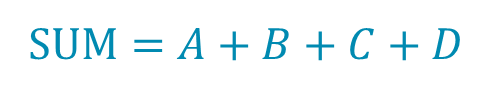 SUM = A + B + C + D